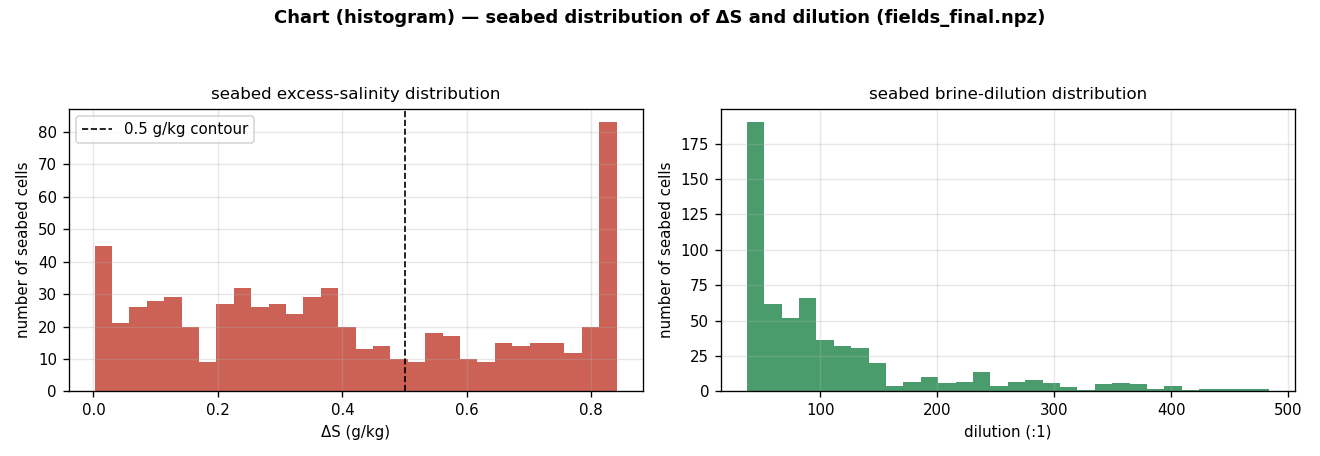 Chart (histogram) — seabed distribution of ΔS and dilution (fields_final.npz)
seabed excess-salinity distribution
0.5 g/kg contour
number of seabed cells
80
70
60
50
40
30
20
10
0
0.0 0.2 0.4 0.6 0.8
ΔS (g/kg)
seabed brine-dilution distribution
number of seabed cells
175
150
125
100
75
50
25
0
100 200 300 400 500
dilution (:1)